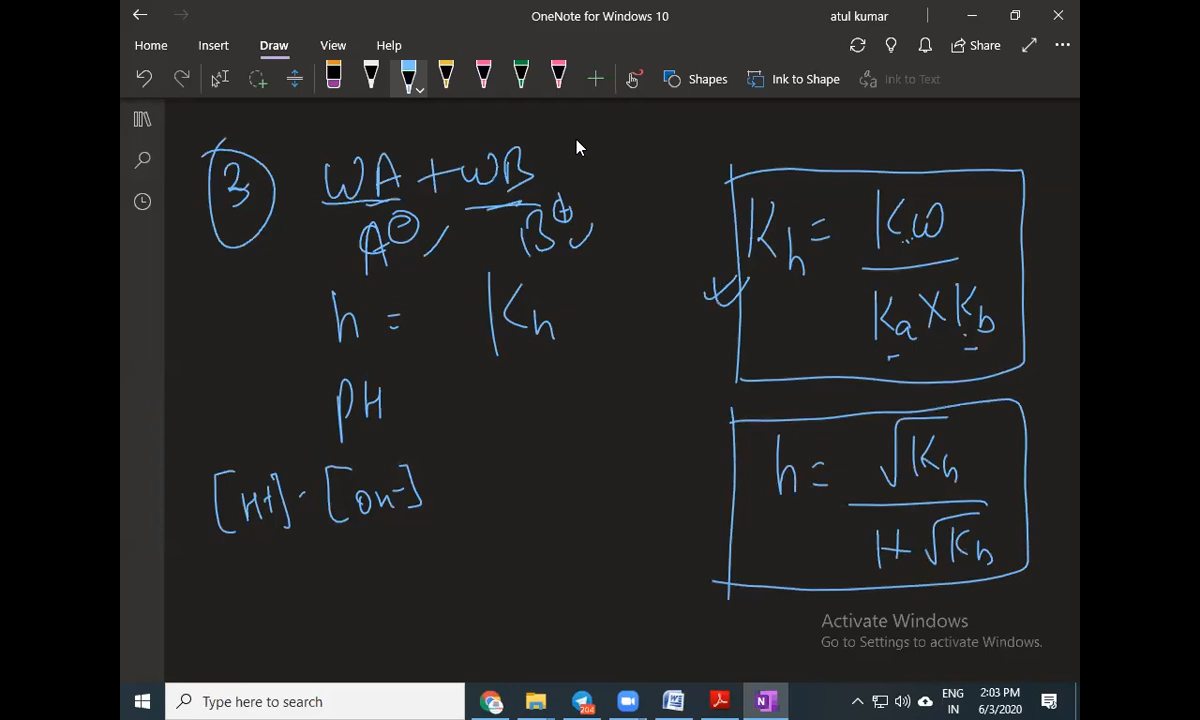 OneNote for Windows 10
atul kumar
Home Insert Draw View Help
Share
Shapes
Ink to Shape
Ink to Text
3
WA + WB
A⊖, B⊕
h =
Kh
PH
[H+] · [OH-]
Kh = Kw
Ka × Kb
h = √Kh
1+ √Kh
Activate Windows
Go to Settings to activate Windows.
Type here to search
204
ENG
IN
2:03 PM
6/3/2020